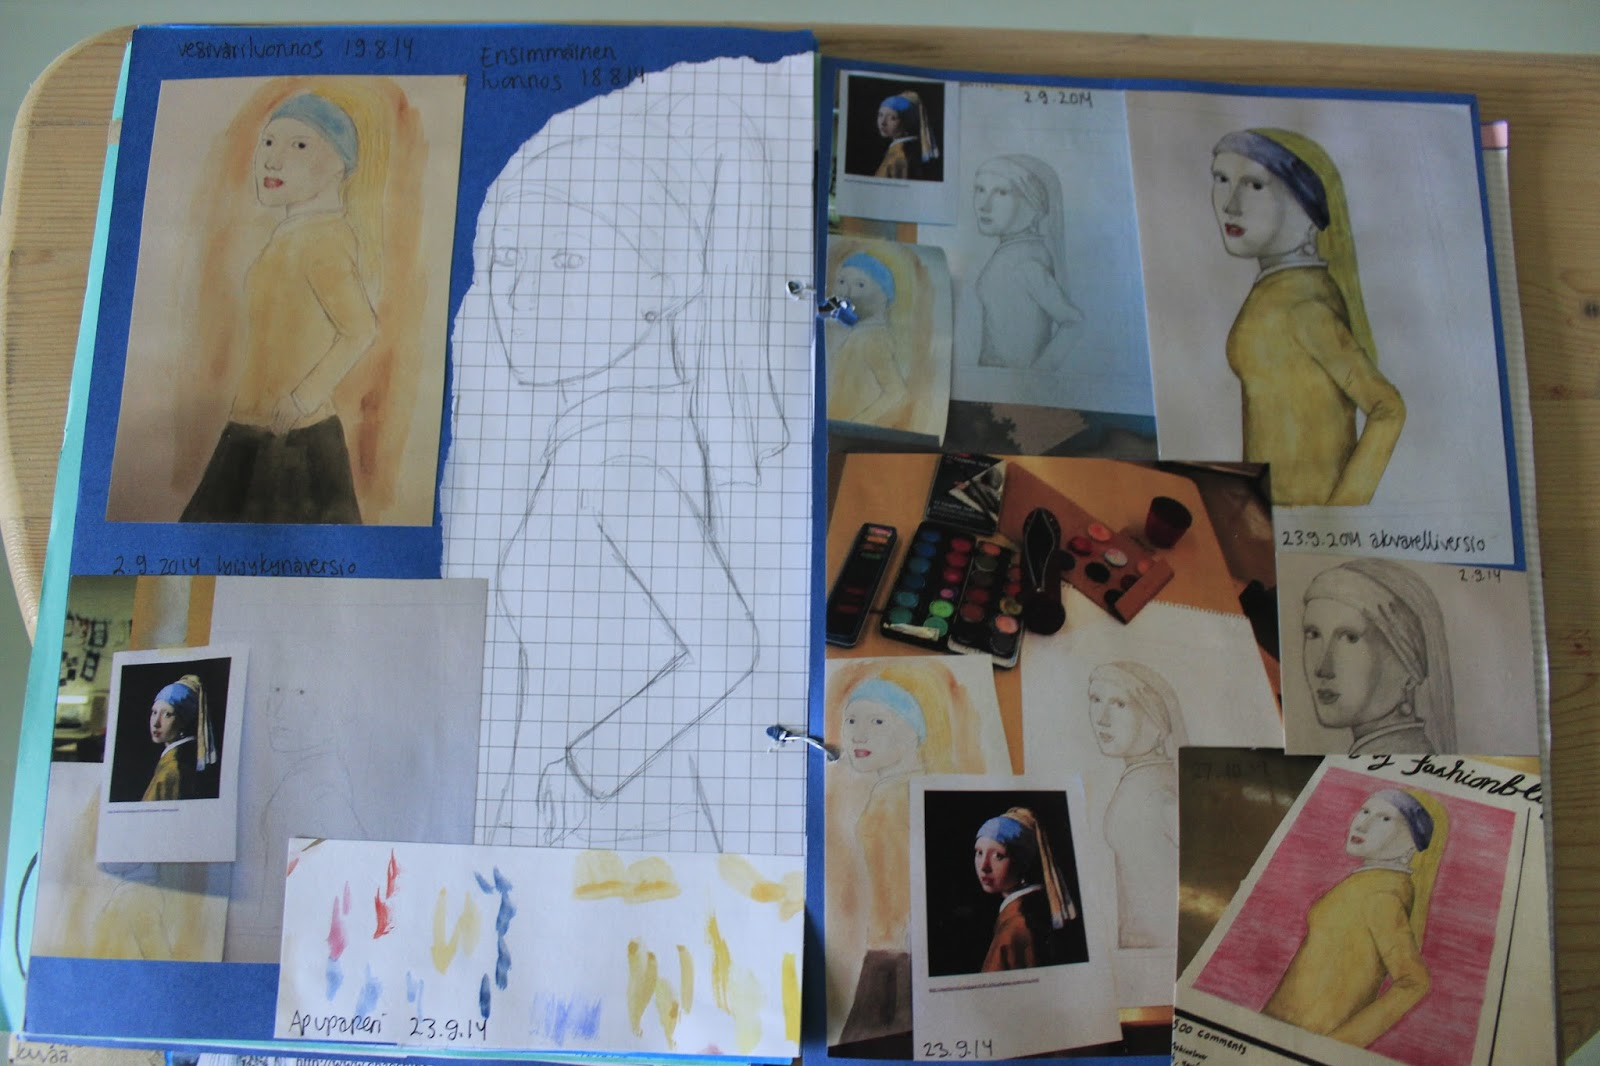 vesiväriluonnos 19.8.14
Ensimmäinen
luonnos 18.8.14
2.9.2014 lyijykynäversio
Apupaperi 23.9.14
kuvaa.
2.9.2014
23.9.2014 akvarelliversio
2.9.14
27.10.14
fashionbl
500 comments
23.9.14